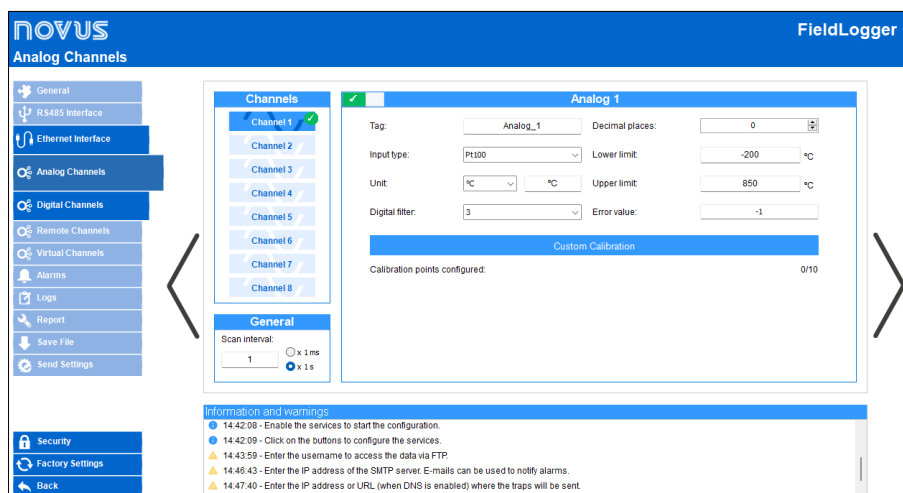 novus
FieldLogger
Analog Channels
General
RS485 Interface
Ethernet Interface
Analog Channels
Digital Channels
Remote Channels
Virtual Channels
Alarms
Logs
Report
Save File
Send Settings
Security
Factory Settings
Back
Channels
Channel 1
Channel 2
Channel 3
Channel 4
Channel 5
Channel 6
Channel 7
Channel 8
General
Scan interval:
1
x 1 ms
x 1 s
Analog 1
Tag: Analog_1 Decimal places: 0
Input type: Pt100 Lower limit: -200 °C
Unit: °C °C Upper limit: 850 °C
Digital filter: 3 Error value: -1
Custom Calibration
Calibration points configured: 0/10
Information and warnings
14:42:08 - Enable the services to start the configuration.
14:42:09 - Click on the buttons to configure the services.
14:43:59 - Enter the username to access the data via FTP.
14:46:43 - Enter the IP address of the SMTP server. E-mails can be used to notify alarms.
14:47:40 - Enter the IP address or URL (when DNS is enabled) where the traps will be sent.